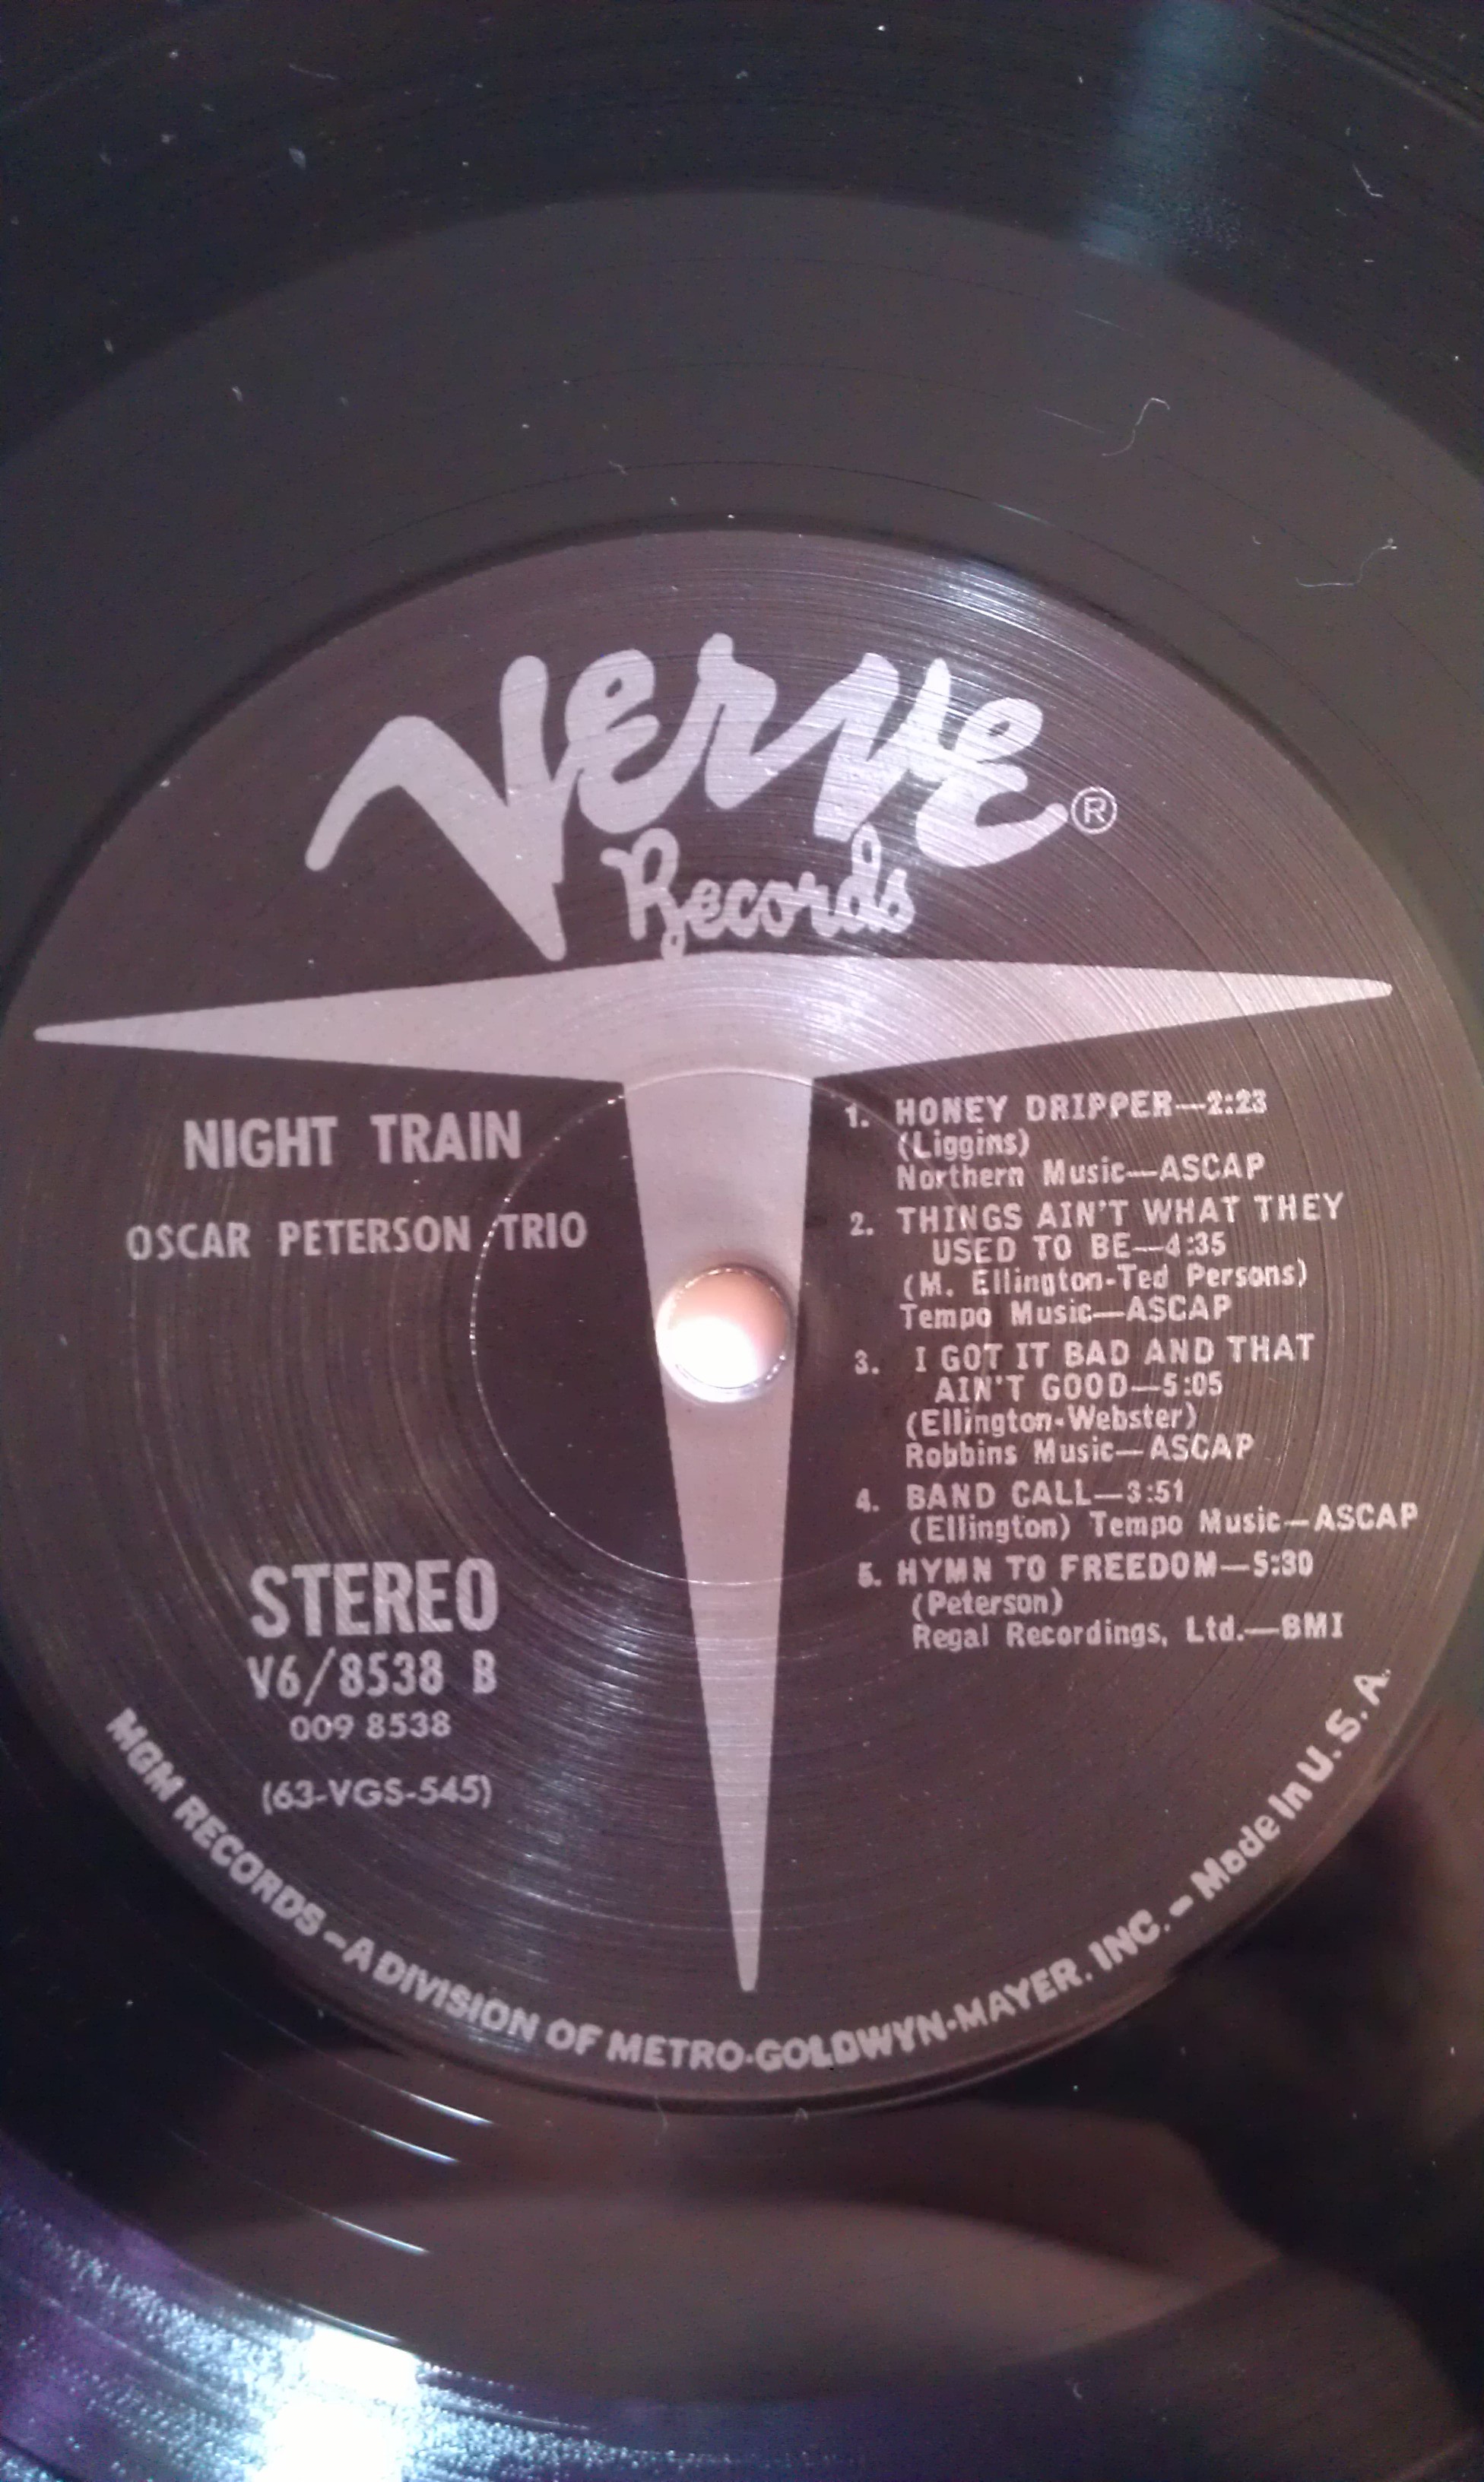 Verve ®
Records
NIGHT TRAIN
OSCAR PETERSON TRIO
STEREO
V6/8538 B
009 8538
(63-VGS-545)
1. HONEY DRIPPER—2:23
(Liggins)
Northern Music—ASCAP
2. THINGS AIN'T WHAT THEY
USED TO BE—4:35
(M. Ellington-Ted Persons)
Tempo Music—ASCAP
3. I GOT IT BAD AND THAT
AIN'T GOOD—5:05
(Ellington-Webster)
Robbins Music—ASCAP
4. BAND CALL—3:51
(Ellington) Tempo Music—ASCAP
5. HYMN TO FREEDOM—5:30
(Peterson)
Regal Recordings, Ltd.—BMI
MGM RECORDS – A DIVISION OF METRO-GOLDWYN-MAYER, INC. – Made In U. S. A.